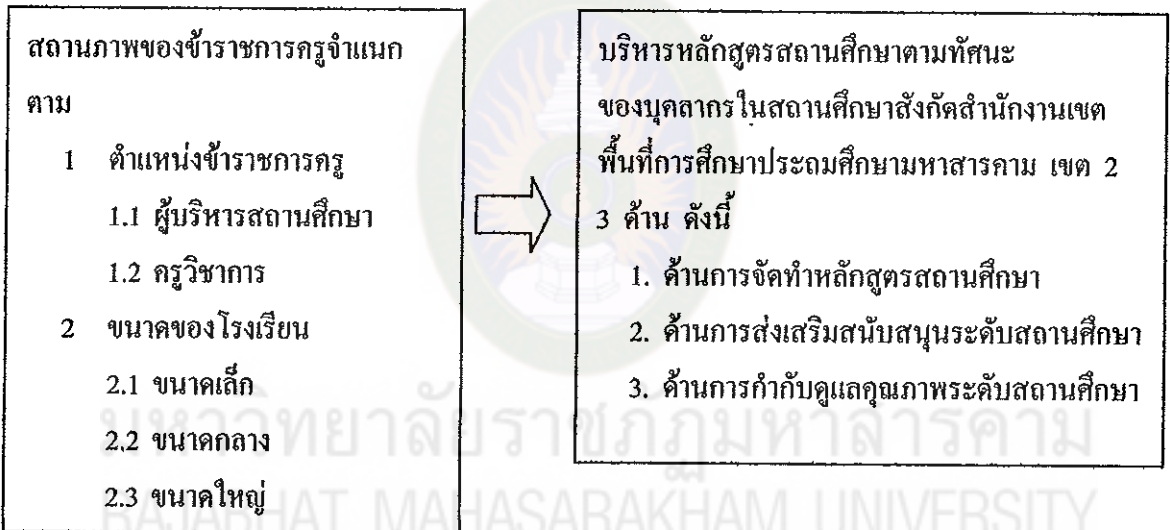 สถานภาพของข้าราชการครูจำแนก
ตาม
1 ตำแหน่งข้าราชการครู
1.1 ผู้บริหารสถานศึกษา
1.2 ครูวิชาการ
2 ขนาดของโรงเรียน
2.1 ขนาดเล็ก
2.2 ขนาดกลาง
2.3 ขนาดใหญ่
บริหารหลักสูตรสถานศึกษาตามทัศนะ
ของบุคลากรในสถานศึกษาสังกัดสำนักงานเขต
พื้นที่การศึกษาประถมศึกษามหาสารคาม เขต 2
3 ด้าน ดังนี้
1. ด้านการจัดทำหลักสูตรสถานศึกษา
2. ด้านการส่งเสริมสนับสนุนระดับสถานศึกษา
3. ด้านการกำกับดูแลคุณภาพระดับสถานศึกษา
มหาวิทยาลัยราชภัฏมหาสารคาม
RAJABHAT MAHASARAKHAM UNIVERSITY